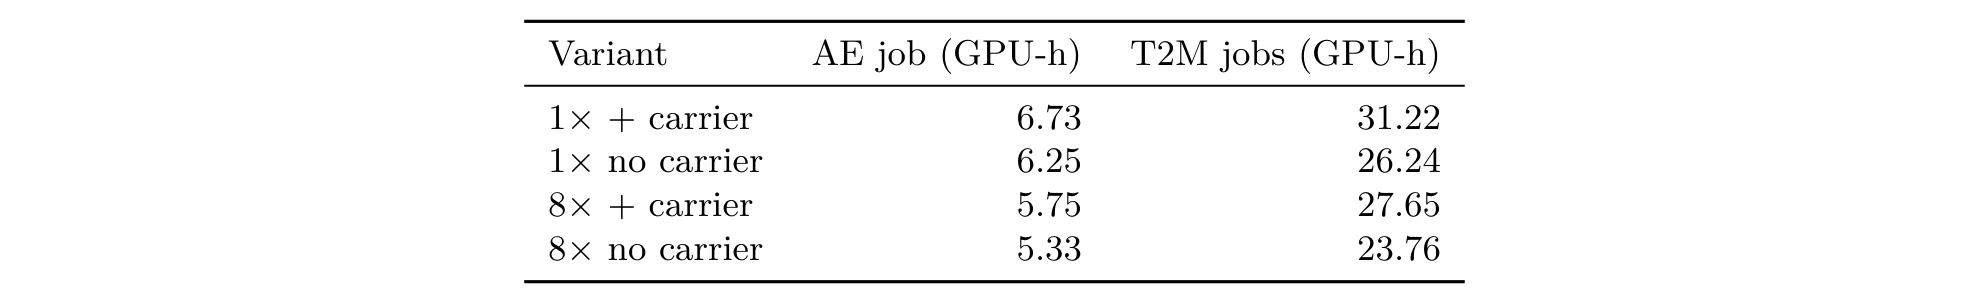 Variant AE job (GPU-h) T2M jobs (GPU-h)
1× + carrier 6.73 31.22
1× no carrier 6.25 26.24
8× + carrier 5.75 27.65
8× no carrier 5.33 23.76